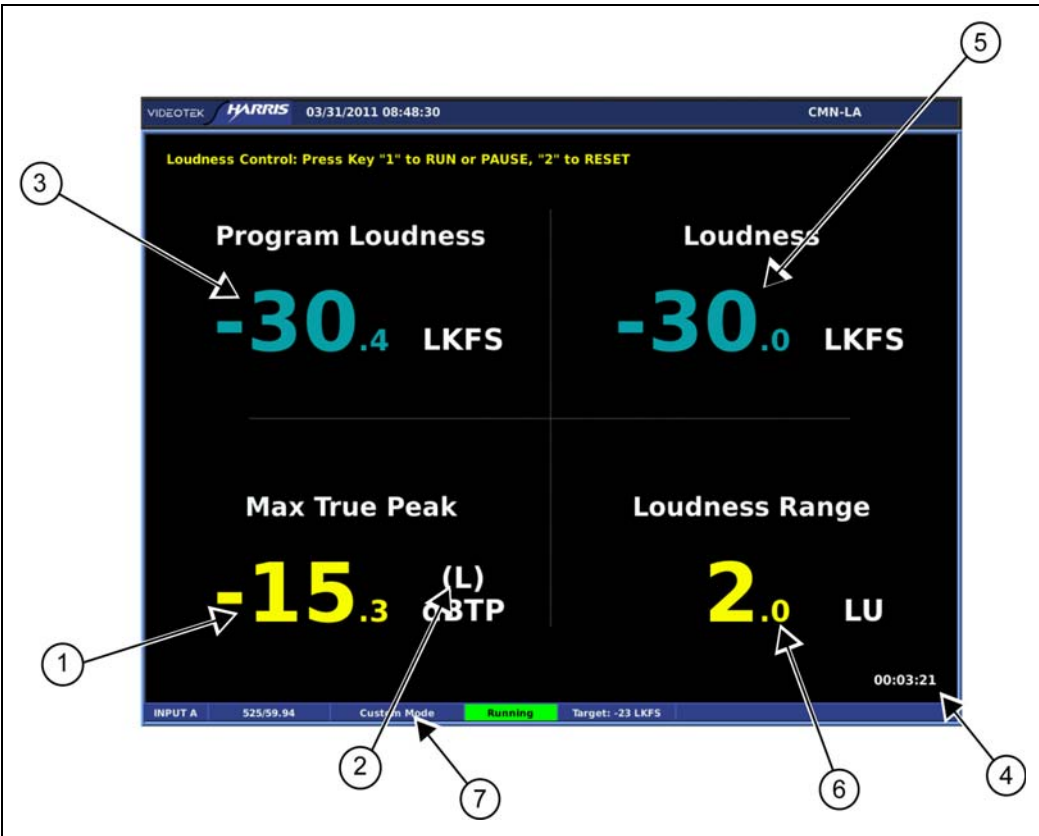 5
VIDEOTEK HARRIS 03/31/2011 08:48:30 CMN-LA
Loudness Control: Press Key "1" to RUN or PAUSE, "2" to RESET
3
Program Loudness
-30.4 LKFS
Loudness
-30.0 LKFS
Max True Peak
-15.3 (L)
dBTP
Loudness Range
2.0 LU
1
00:03:21
INPUT A 525/59.94 Custom Mode Running Target: -23 LKFS
2
7
6
4